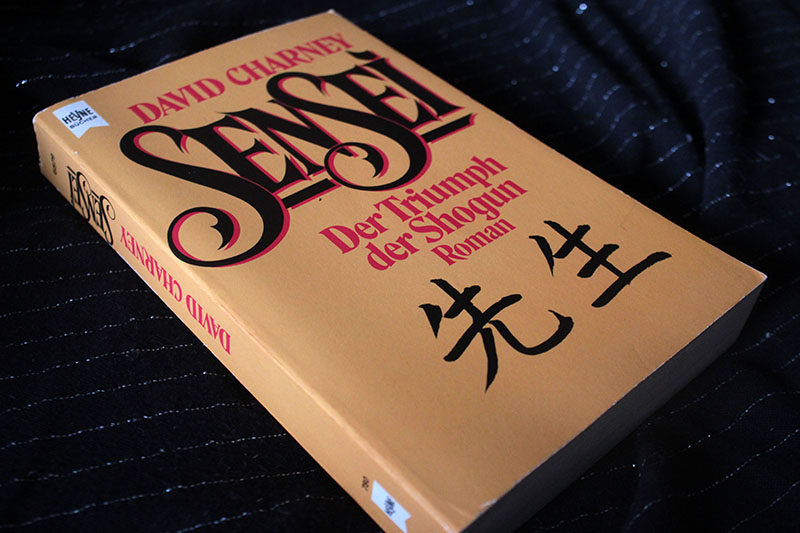 DAVID CHARNEY
SENSEI
Der Triumph
der Shogun
Roman
先生
HEYNE
BÜCHER
SENSEI
DAVID CHARNEY